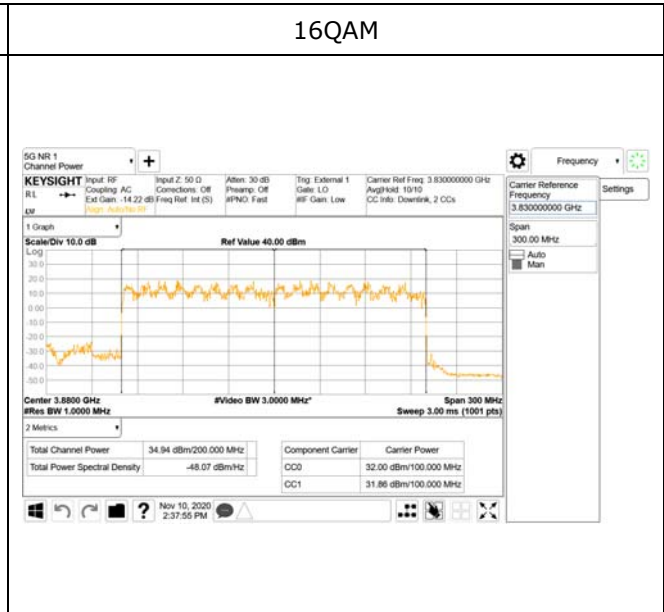 16QAM
5G NR 1
Channel Power
Frequency
KEYSIGHT
RL
Input: RF
Coupling: AC
Ext Gain: -14.22 dB
Align: Auto/No RF
Input Z: 50 Ω
Corrections: Off
Freq Ref: Int (S)
Atten: 30 dB
Preamp: Off
#PNO: Fast
Trig: External 1
Gate: LO
#IF Gain: Low
Carrier Ref Freq: 3.830000000 GHz
Avg|Hold: 10/10
CC Info: Downlink, 2 CCs
Carrier Reference
Frequency
3.830000000 GHz
Settings
Span
300.00 MHz
Auto
Man
1 Graph
Scale/Div 10.0 dB
Ref Value 40.00 dBm
Log
30.0
20.0
10.0
0.00
-10.0
-20.0
-30.0
-40.0
-50.0
Center 3.8800 GHz
#Video BW 3.0000 MHz*
Span 300 MHz
#Res BW 1.0000 MHz
Sweep 3.00 ms (1001 pts)
2 Metrics
Total Channel Power 34.94 dBm/200.000 MHz
Total Power Spectral Density -48.07 dBm/Hz
Component Carrier Carrier Power
CC0 32.00 dBm/100.000 MHz
CC1 31.86 dBm/100.000 MHz
?
Nov 10, 2020
2:37:55 PM